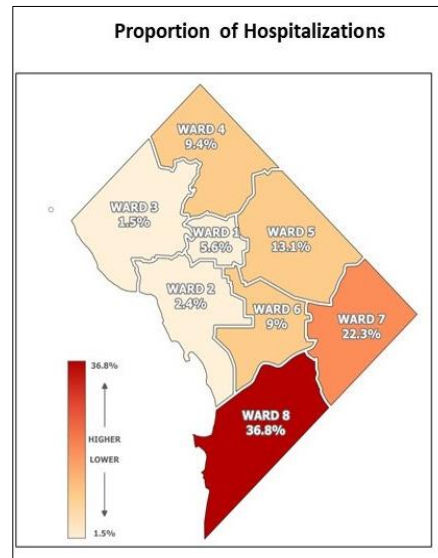 Proportion of Hospitalizations
WARD 4
9.4%
WARD 3
1.5%
WARD 1
5.6%
WARD 5
13.1%
WARD 2
2.4%
WARD 6
9%
WARD 7
22.3%
WARD 8
36.8%
36.8%
HIGHER
LOWER
1.5%